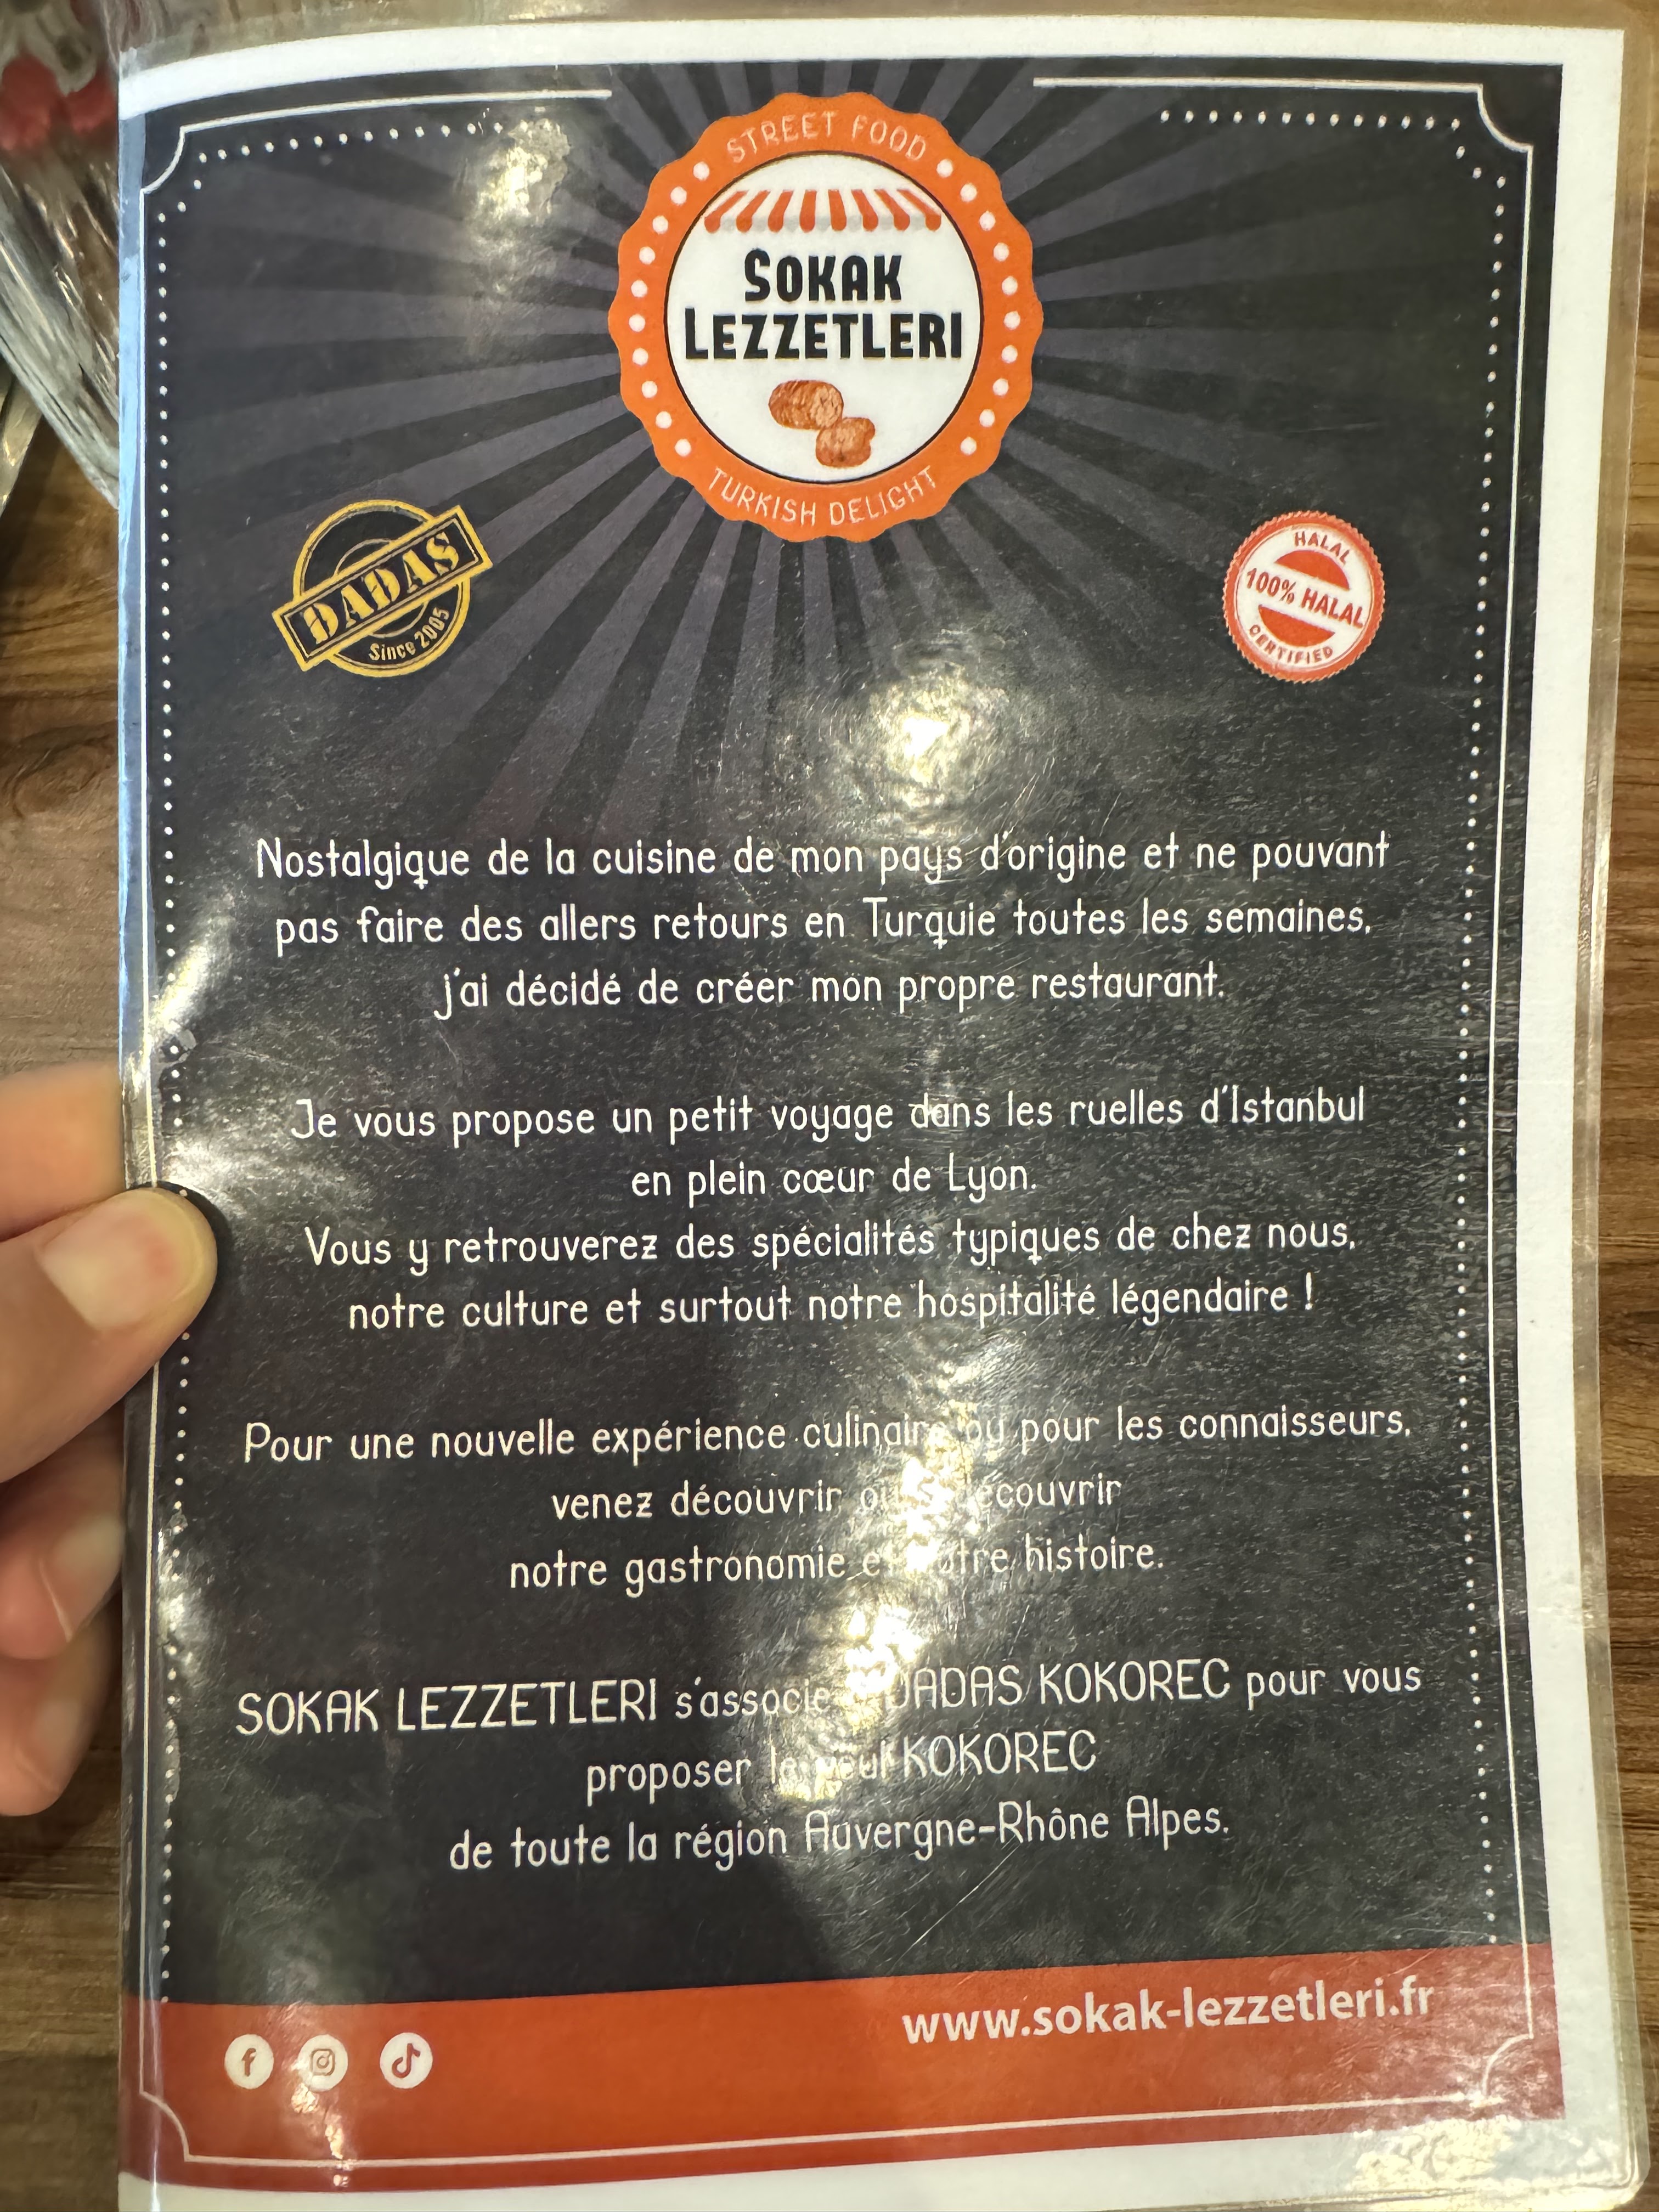 STREET FOOD
SOKAK
LEZZETLERI
TURKISH DELIGHT
DADAS
Since 2005
HALAL
100% HALAL
CERTIFIED
Nostalgique de la cuisine de mon pays d'origine et ne pouvant
pas faire des allers retours en Turquie toutes les semaines,
j'ai décidé de créer mon propre restaurant.
Je vous propose un petit voyage dans les ruelles d'Istanbul
en plein cœur de Lyon.
Vous y retrouverez des spécialités typiques de chez nous,
notre culture et surtout notre hospitalité légendaire !
Pour une nouvelle expérience culinaire ou pour les connaisseurs,
venez découvrir ou
notre gastronomie et notre histoire.
SOKAK LEZZETLERI s'associe DADAS KOKOREC pour vous
proposer le seul KOKOREC
de toute la région Auvergne-Rhône Alpes.
www.sokak-lezzetleri.fr